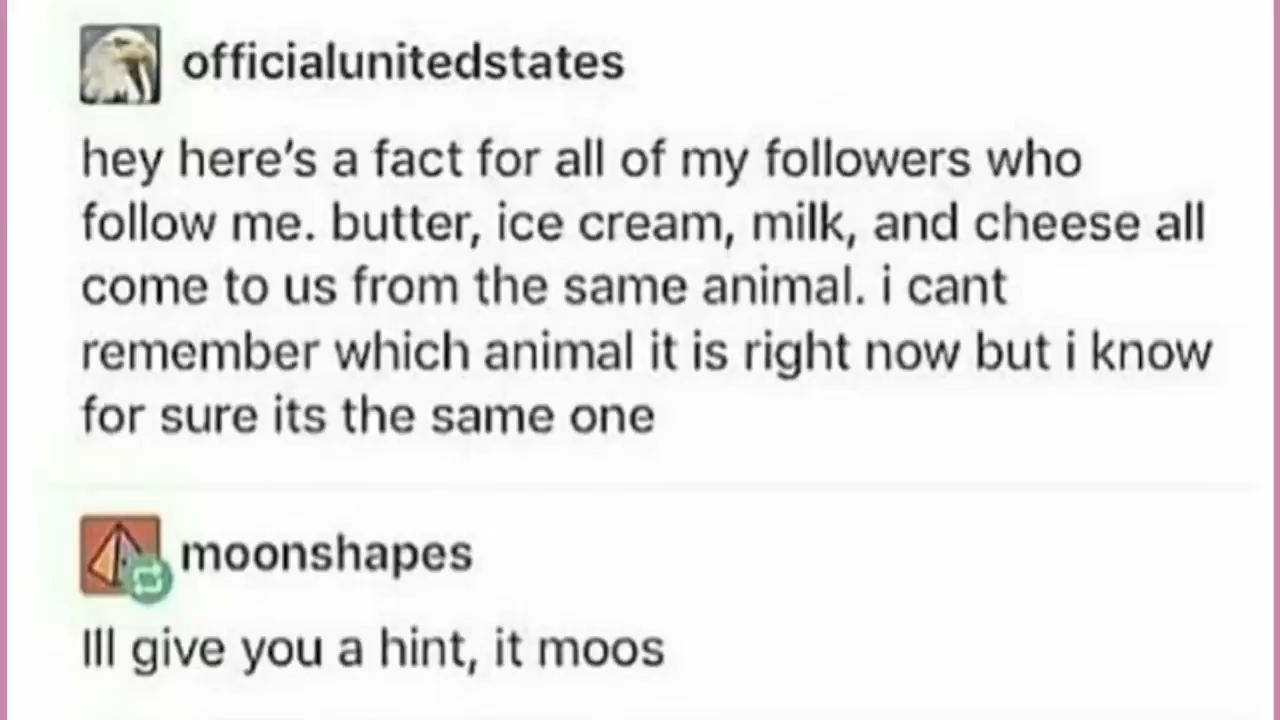 officialunitedstates
hey here's a fact for all of my followers who
follow me. butter, ice cream, milk, and cheese all
come to us from the same animal. i cant
remember which animal it is right now but i know
for sure its the same one
moonshapes
Ill give you a hint, it moos